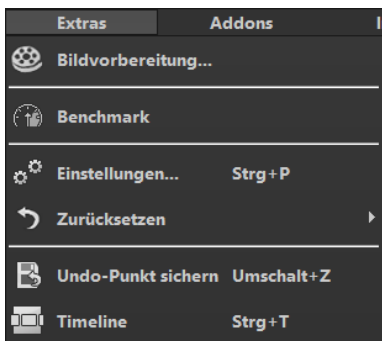 Extras Addons
Bildvorbereitung...
Benchmark
Einstellungen... Strg+P
Zurücksetzen
Undo-Punkt sichern Umschalt+Z
Timeline Strg+T